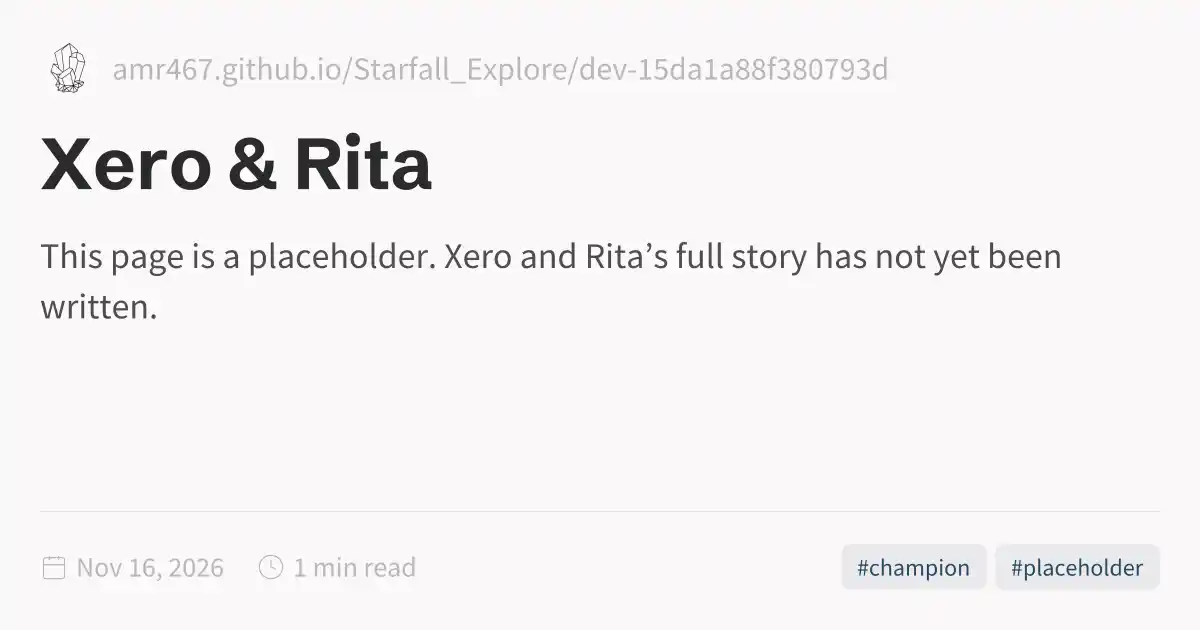 amr467.github.io/Starfall_Explore/dev-15da1a88f380793d
Xero & Rita
This page is a placeholder. Xero and Rita’s full story has not yet been
written.
Nov 16, 2026 1 min read #champion #placeholder